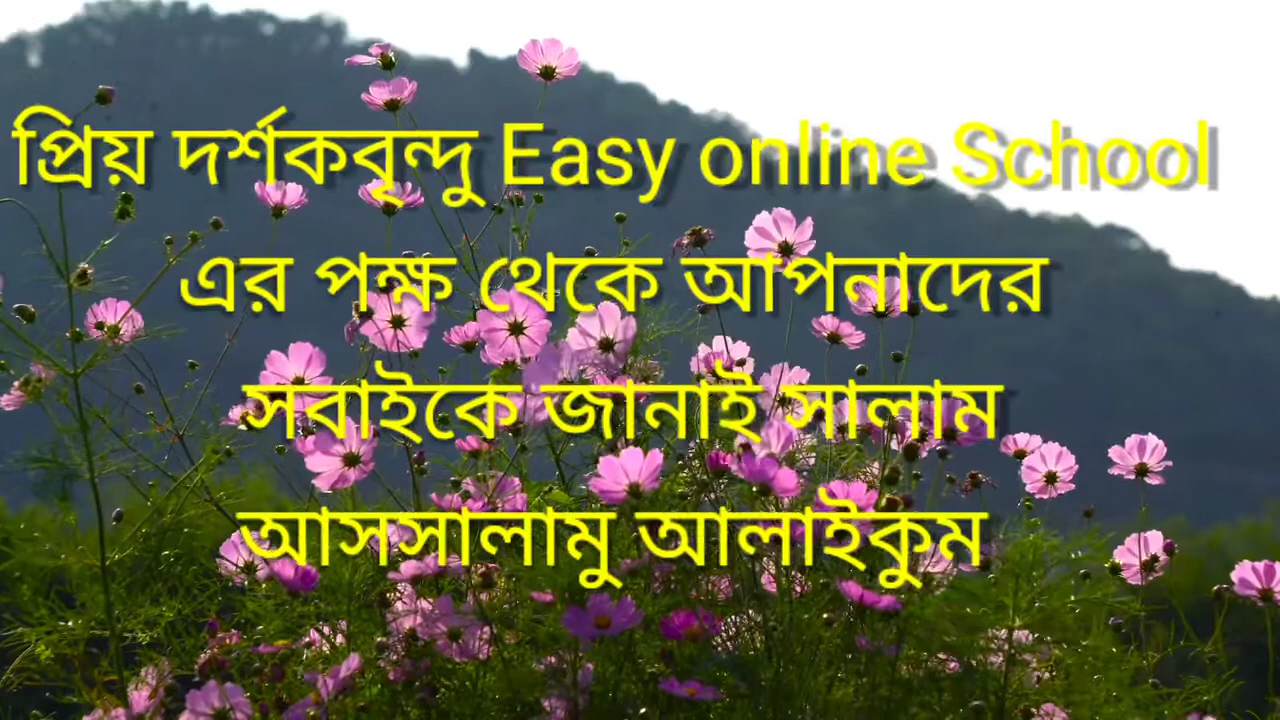 প্রিয় দর্শকবৃন্দু Easy online School
এর পক্ষ থেকে আপনাদের
সবাইকে জানাই সালাম
আসসালামু আলাইকুম